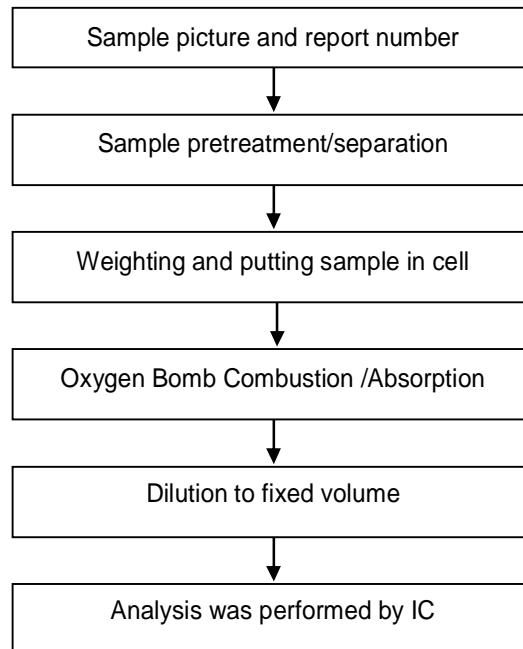 Sample picture and report number
Sample pretreatment/separation
Weighting and putting sample in cell
Oxygen Bomb Combustion /Absorption
Dilution to fixed volume
Analysis was performed by IC